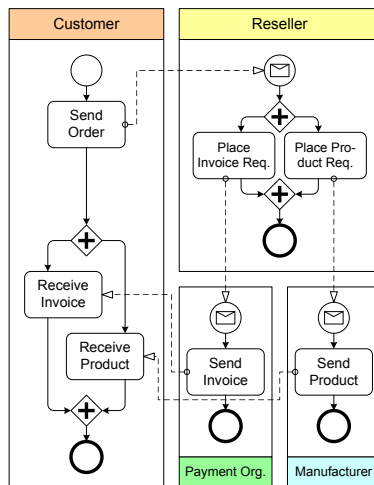 Customer
Reseller
Send
Order
Place
Invoice Req.
Place Pro-
duct Req.
Receive
Invoice
Receive
Product
Send
Invoice
Send
Product
Payment Org.
Manufacturer